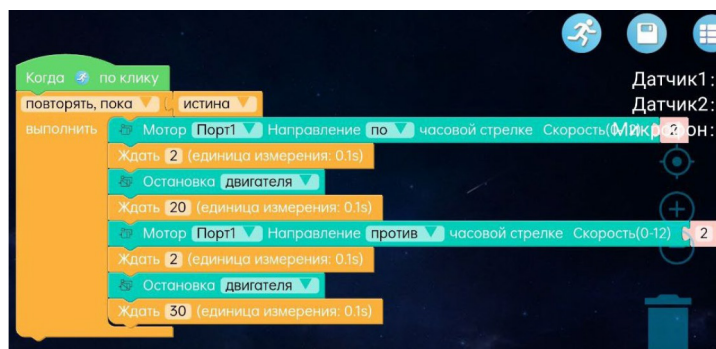 Когда по клику
Датчик1:
повторять, пока истина
Датчик2:
выполнить Мотор Порт1 Направление по часовой стрелке Скорость(0-12) 2
Микрофон:
Ждать 2 (единица измерения: 0.1s)
Остановка двигателя
Ждать 20 (единица измерения: 0.1s)
Мотор Порт1 Направление против часовой стрелке Скорость(0-12) 2
Ждать 2 (единица измерения: 0.1s)
Остановка двигателя
Ждать 30 (единица измерения: 0.1s)